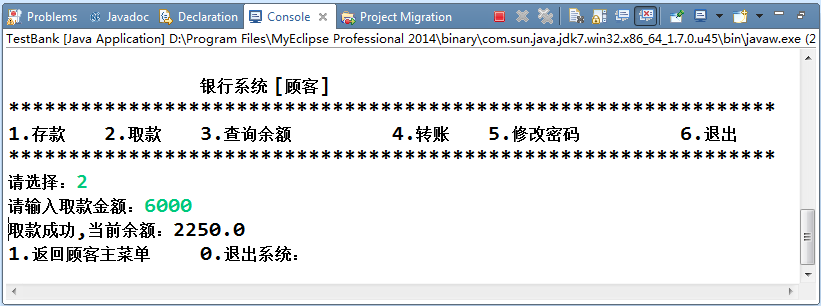 Problems @ Javadoc Declaration Console Project Migration
TestBank [Java Application] D:\Program Files\MyEclipse Professional 2014\binary\com.sun.java.jdk7.win32.x86_64_1.7.0.u45\bin\javaw.exe (2
银行系统 [顾客]
****************************************************************
1.存款 2.取款 3.查询余额 4.转账 5.修改密码 6.退出
****************************************************************
请选择：2
请输入取款金额：6000
取款成功,当前余额：2250.0
1.返回顾客主菜单 0.退出系统：